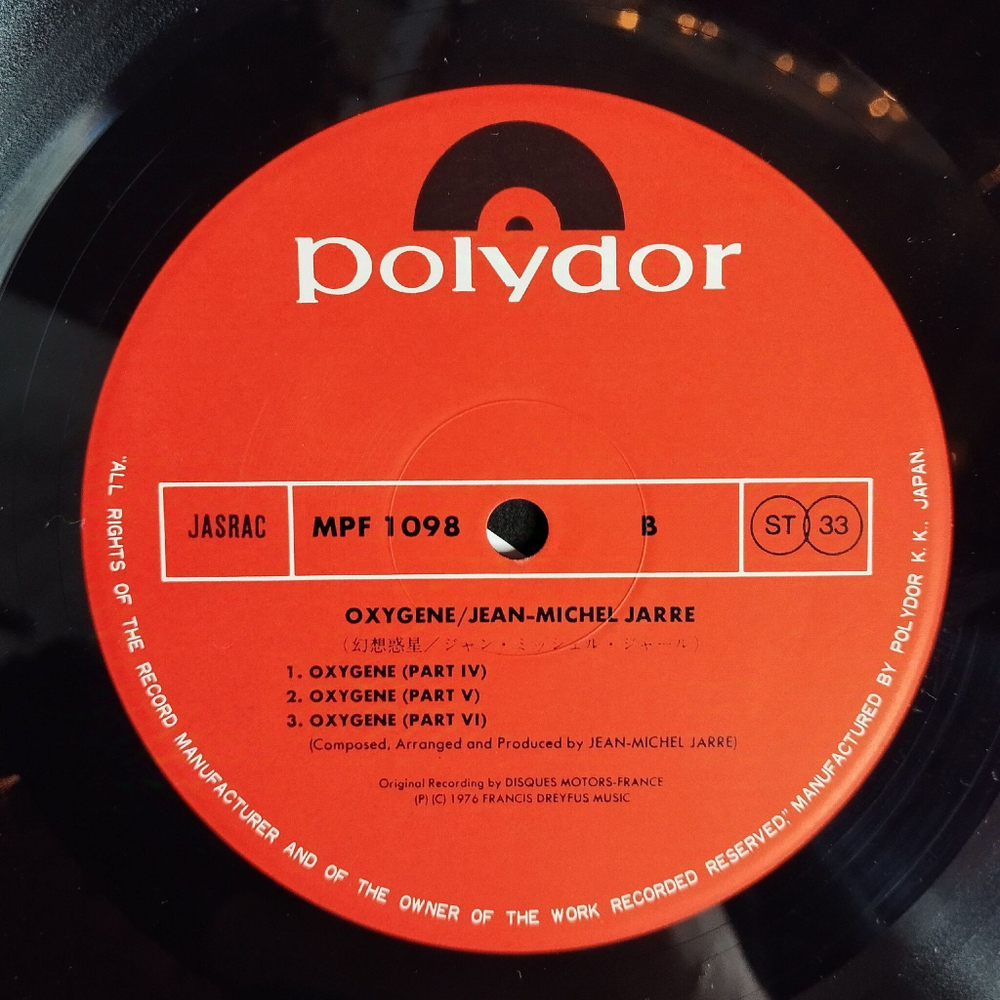 polydor
JASRAC MPF 1098 B ST 33
OXYGENE/JEAN-MICHEL JARRE
(幻想惑星/ジャン・ミッシェル・ジャール)
1. OXYGENE (PART IV)
2. OXYGENE (PART V)
3. OXYGENE (PART VI)
(Composed, Arranged and Produced by JEAN-MICHEL JARRE)
Original Recording by DISQUES MOTORS-FRANCE
(P) (C) 1976 FRANCIS DREYFUS MUSIC
"ALL RIGHTS OF THE RECORD MANUFACTURER AND OF THE OWNER OF THE WORK RECORDED RESERVED," MANUFACTURED BY POLYDOR K. K., JAPAN.